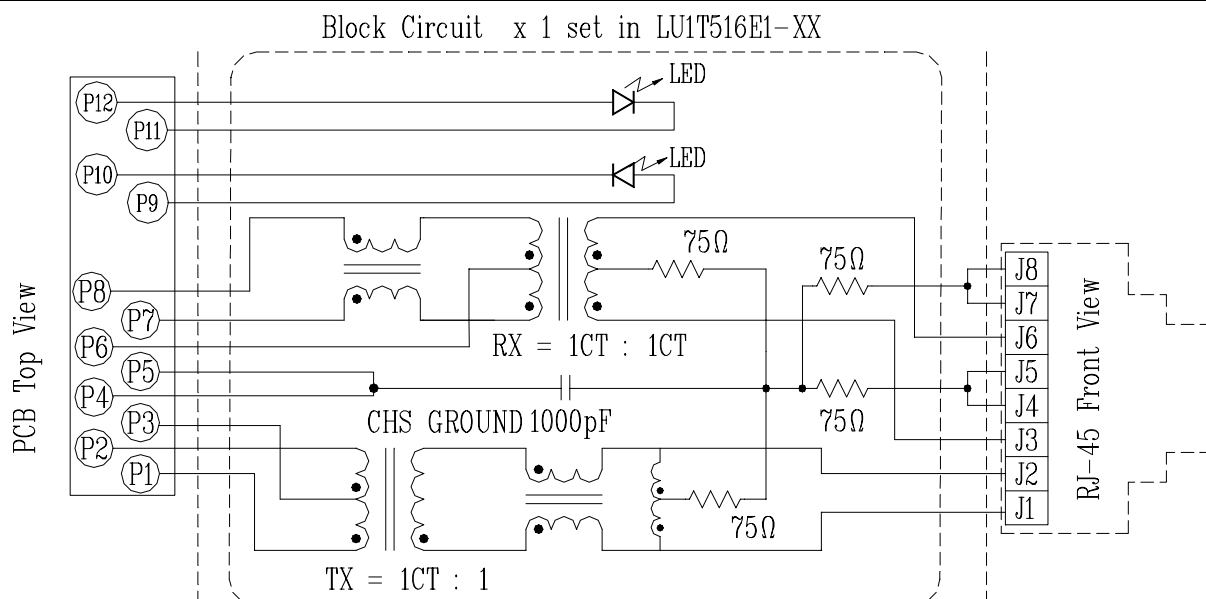 Block Circuit x 1 set in LU1T516E1-XX
LED
P12
P11
LED
P10
P9
75Ω
75Ω
P8
P7
P6
RX = 1CT : 1CT
P5
P4
CHS GROUND 1000pF
75Ω
P3
P2
P1
75Ω
TX = 1CT : 1
PCB Top View
J8
J7
J6
J5
J4
J3
J2
J1
RJ-45 Front View